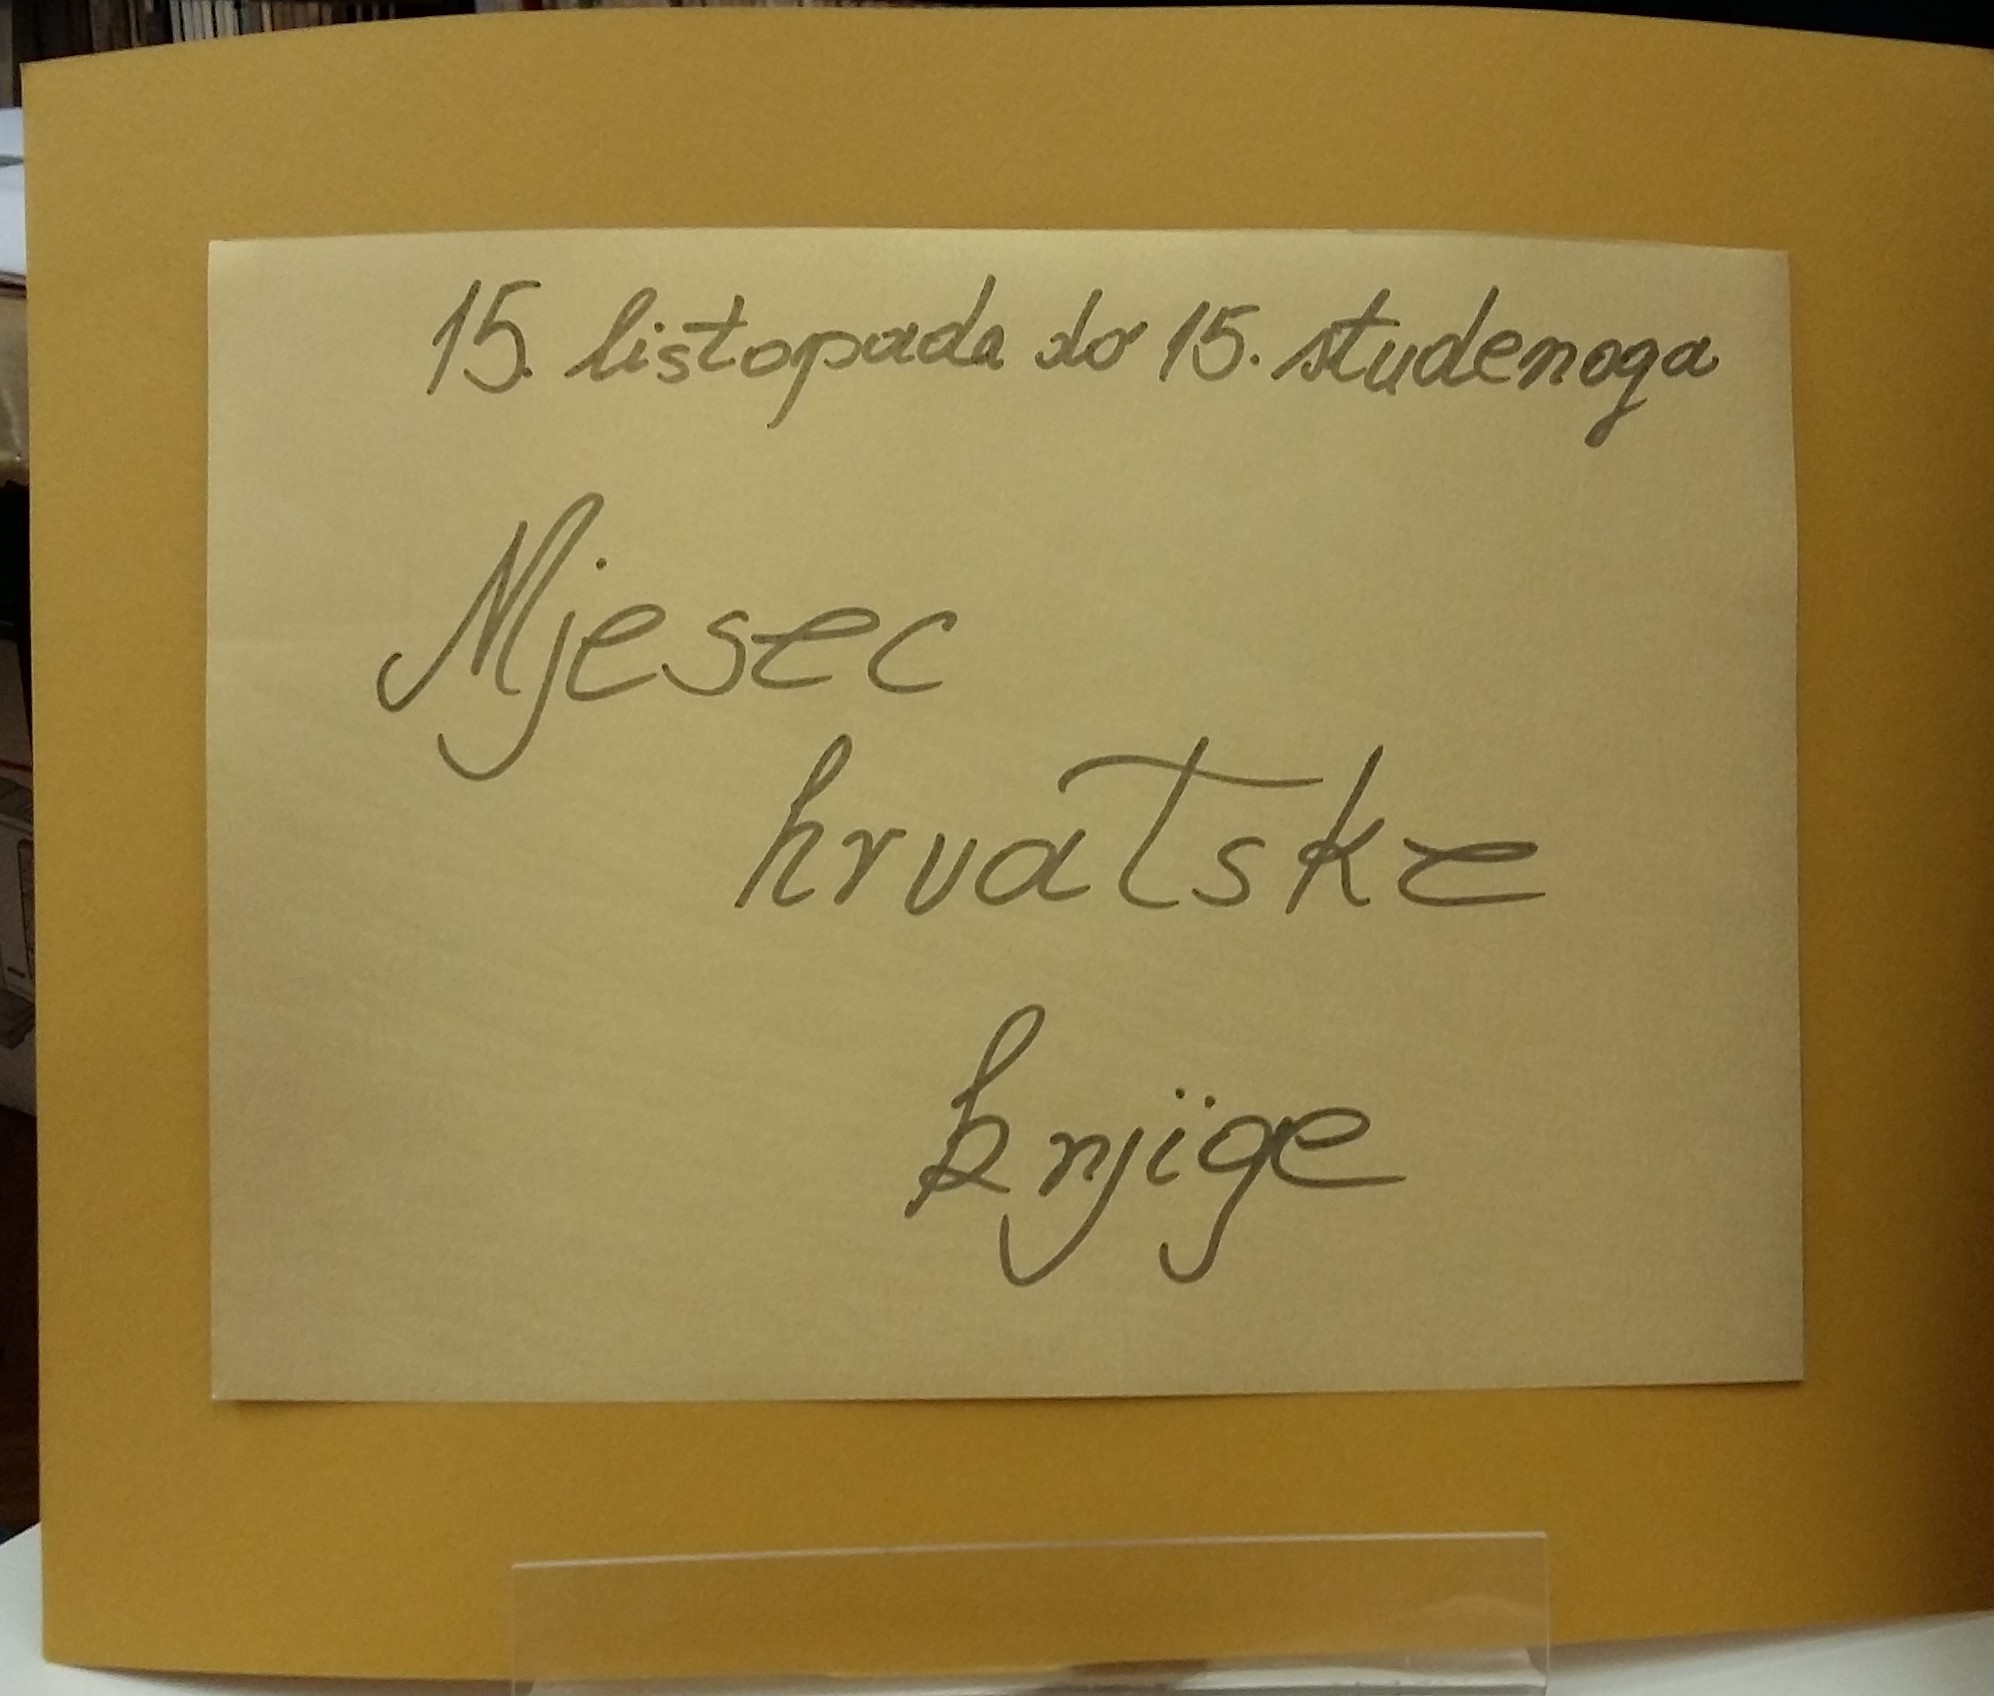 15. listopada do 15. studenoga
Mjesec
hrvatske
knjige